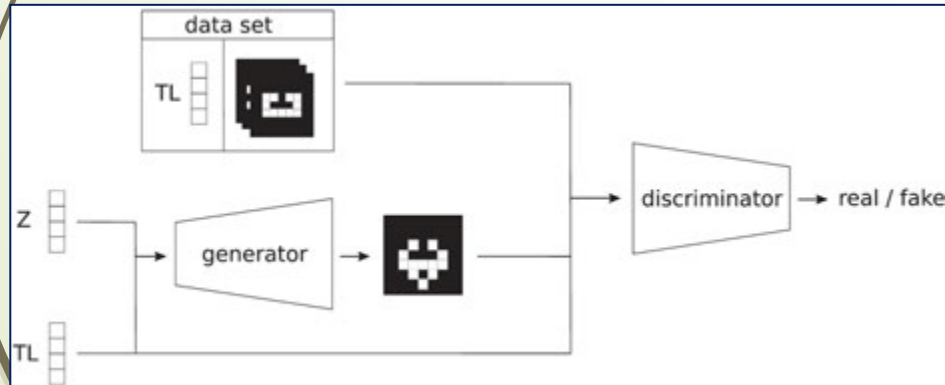 data set
TL
Z
generator
discriminator
real / fake
TL